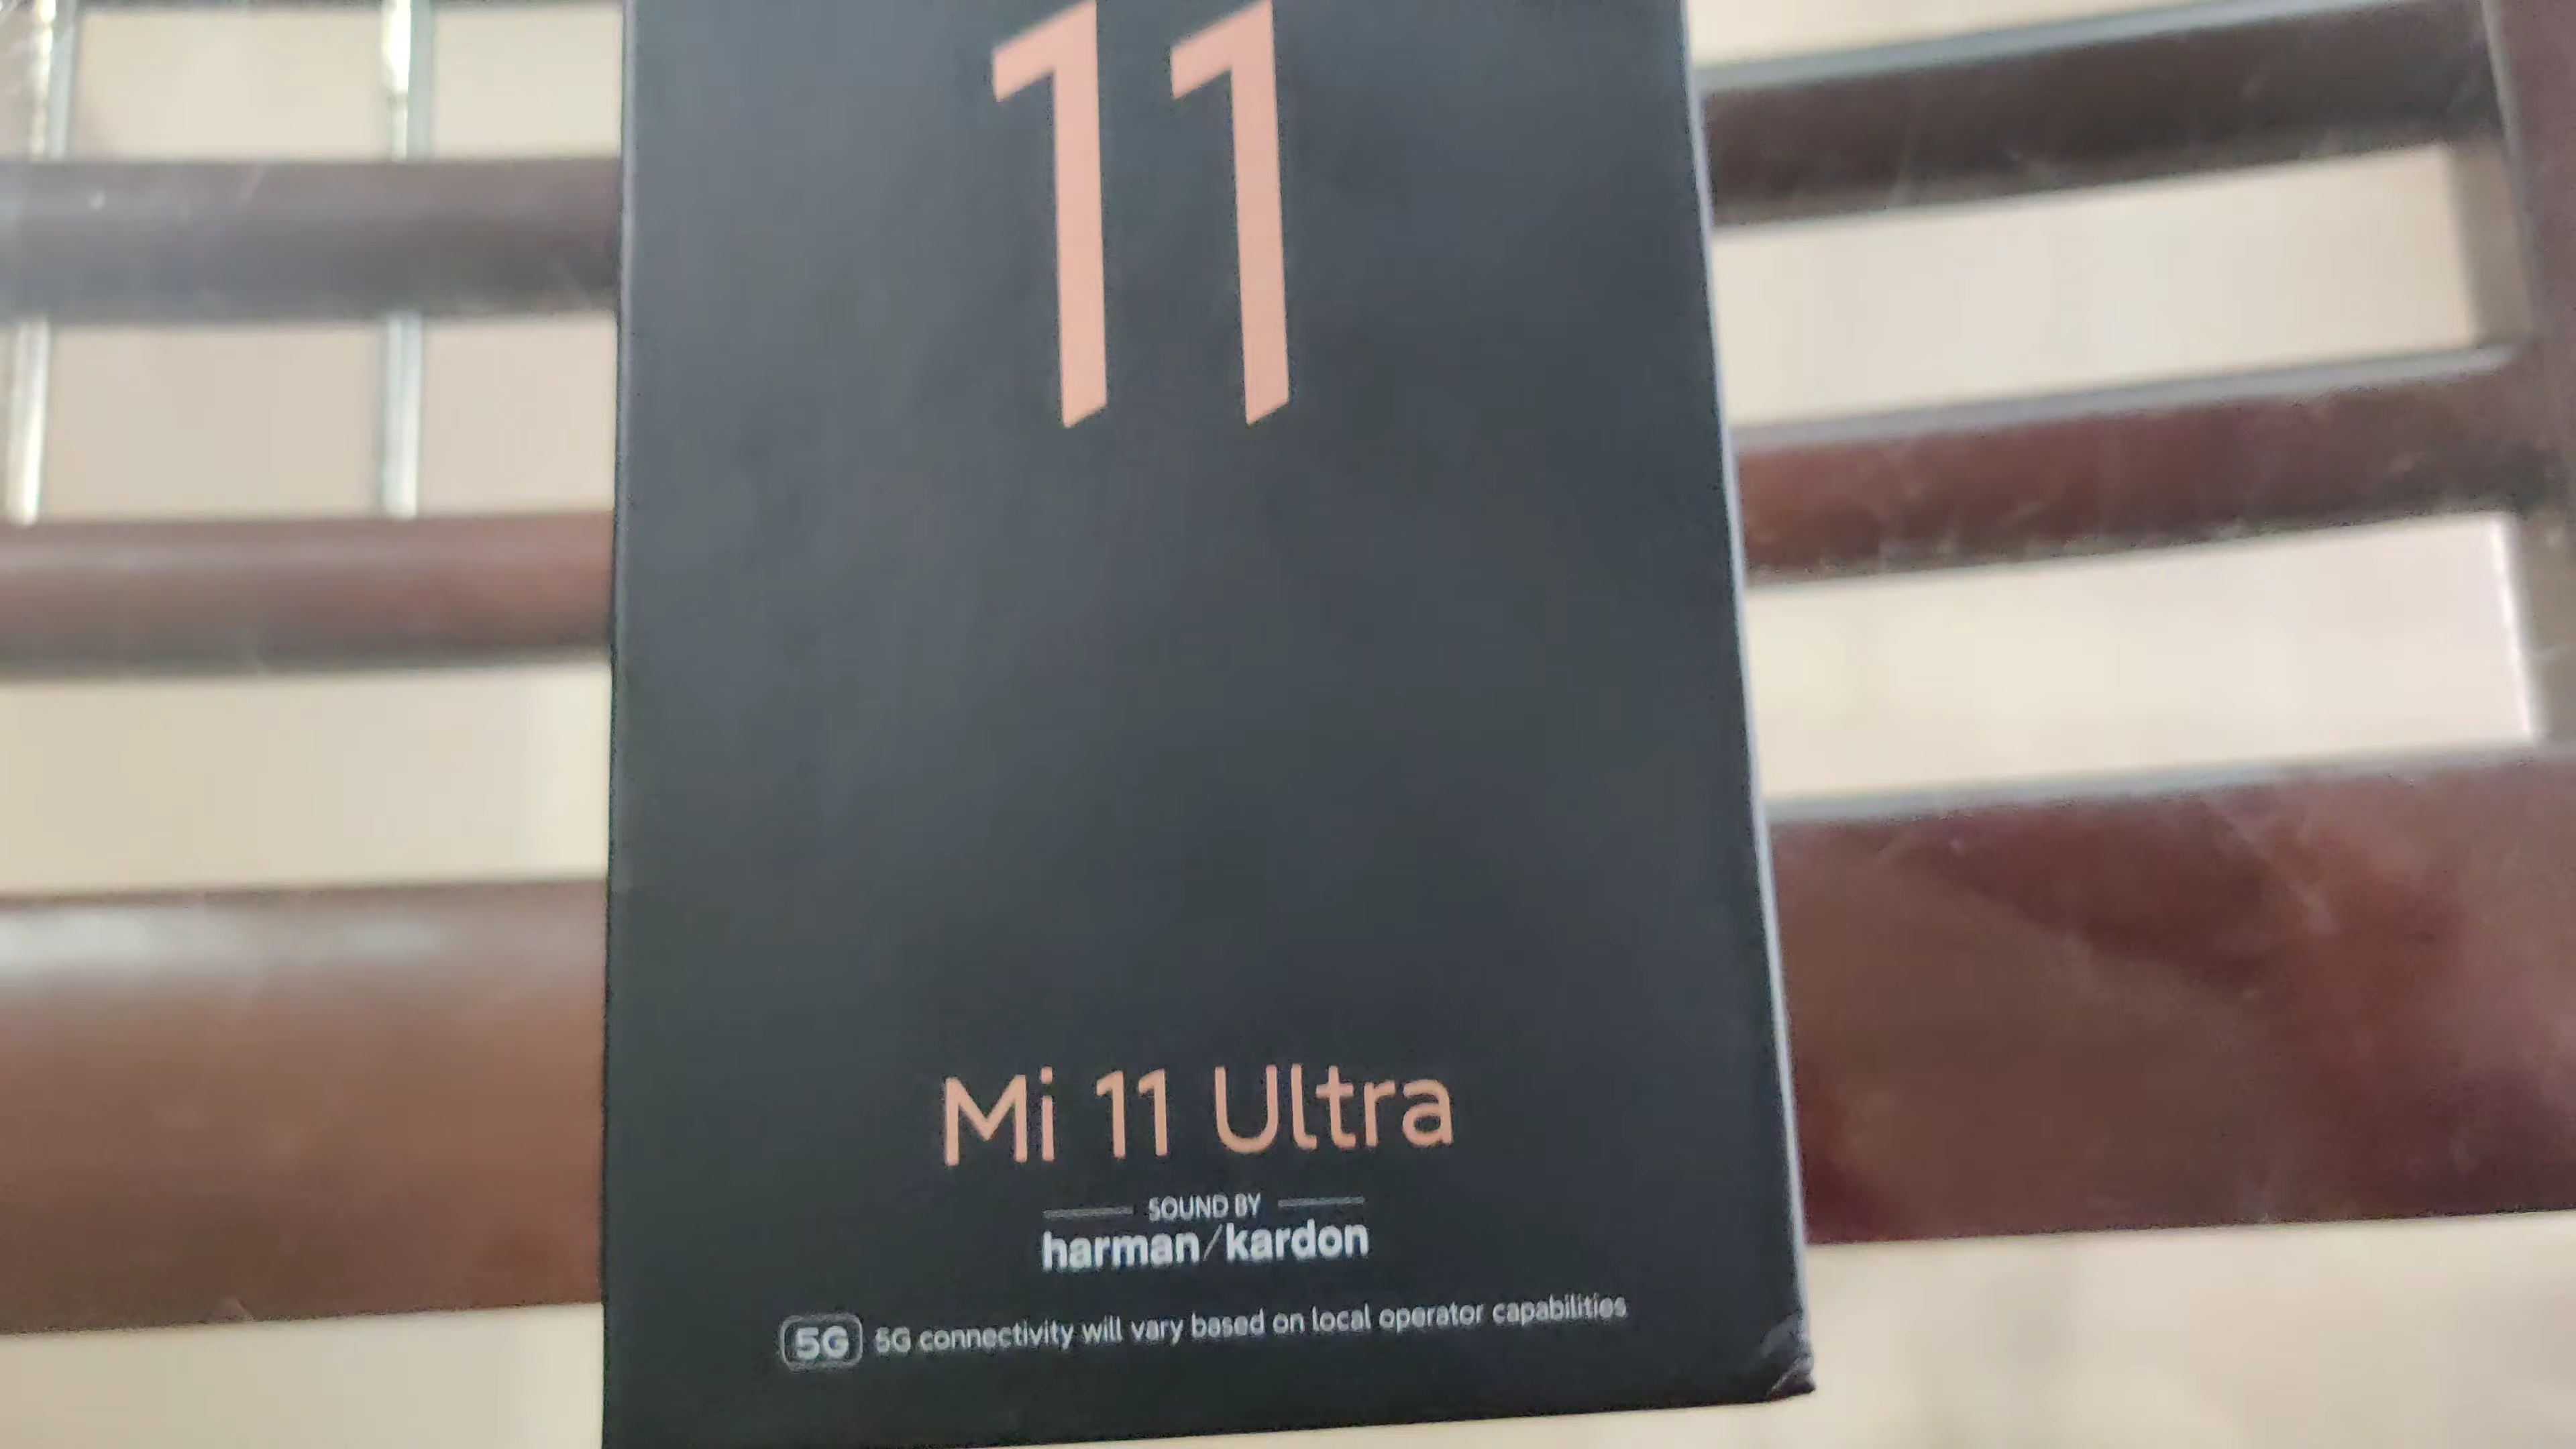 11
Mi 11 Ultra
SOUND BY
harman/kardon
5G 5G connectivity will vary based on local operator capabilities